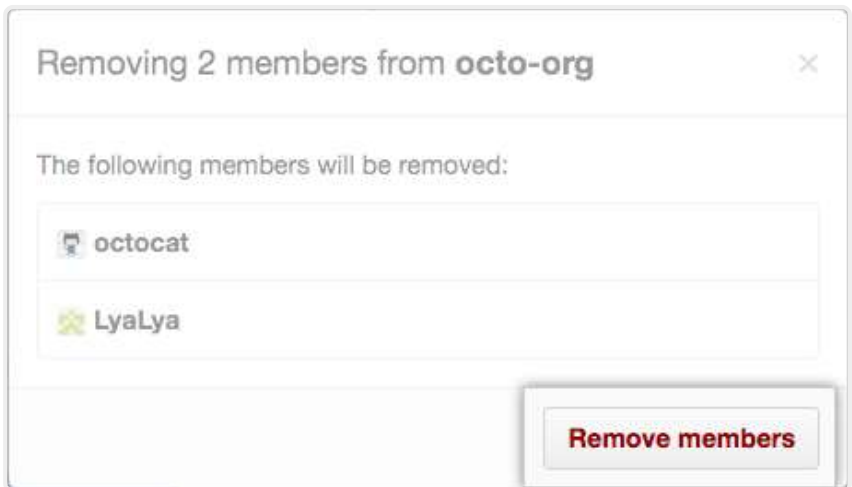 Removing 2 members from octo-org
The following members will be removed:
octocat
LyaLya
Remove members